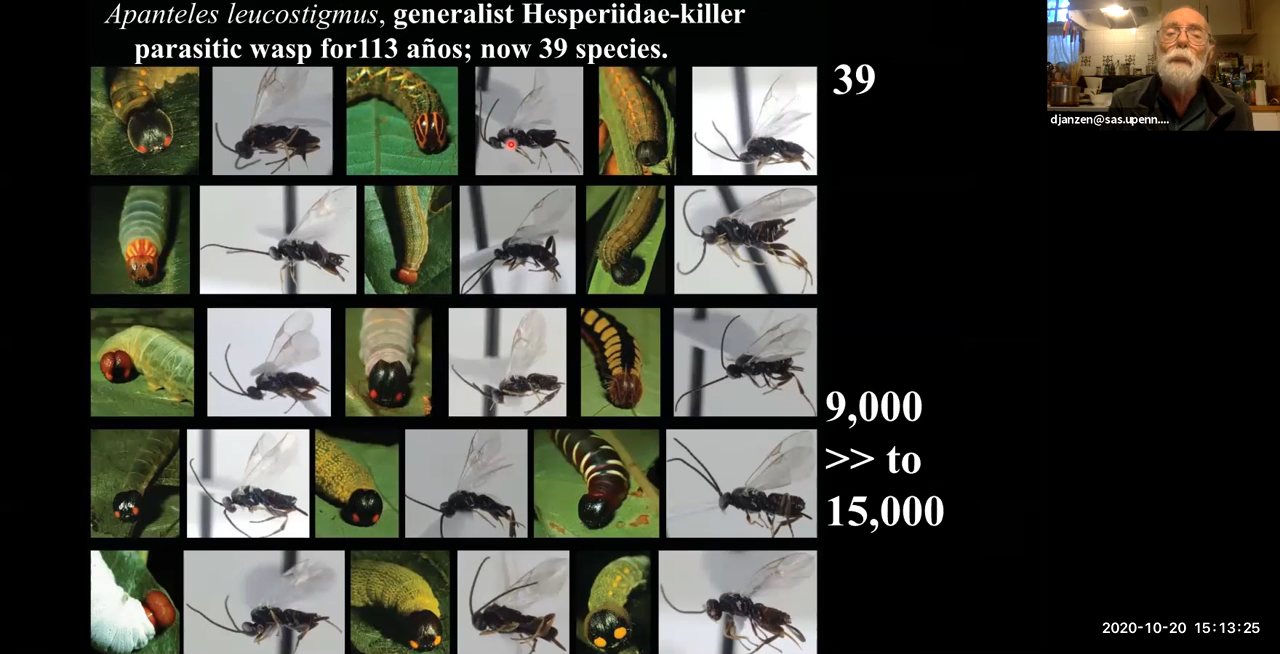 Apanteles leucostigmus, generalist Hesperiidae-killer
parasitic wasp for113 años; now 39 species.
39
djanzen@sas.upenn....
9,000
>> to
15,000
2020-10-20 15:13:25